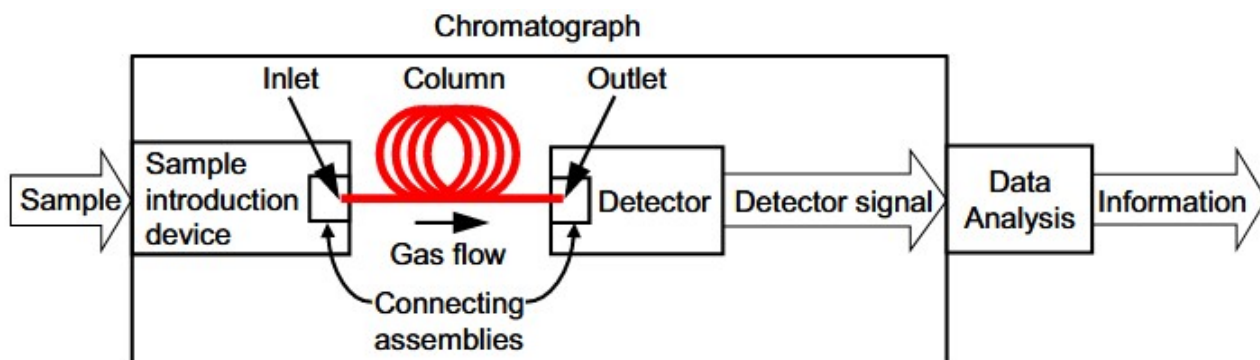 Chromatograph
Inlet
Column
Outlet
Sample
Sample
introduction
device
Gas flow
Connecting
assemblies
Detector
Detector signal
Data
Analysis
Information